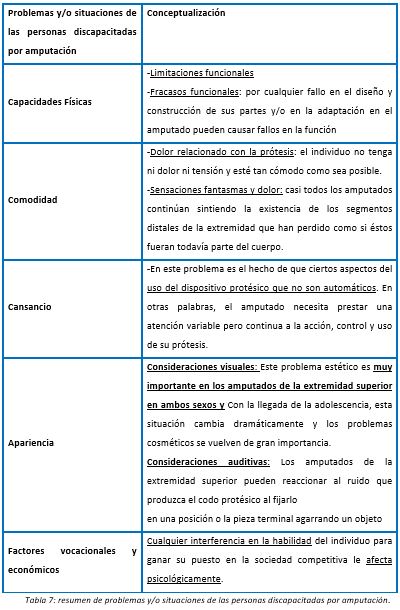 Problemas y/o situaciones de
las personas discapacitadas
por amputación
Conceptualización
Capacidades Físicas
-Limitaciones funcionales
-Fracasos funcionales: por cualquier fallo en el diseño y
construcción de sus partes y/o en la adaptación en el
amputado pueden causar fallos en la función
Comodidad
-Dolor relacionado con la prótesis: el individuo no tenga
ni dolor ni tensión y esté tan cómodo como sea posible.
-Sensaciones fantasmas y dolor: casi todos los amputados
continúan sintiendo la existencia de los segmentos
distales de la extremidad que han perdido como si éstos
fueran todavía parte del cuerpo.
Cansancio
-En este problema es el hecho de que ciertos aspectos del
uso del dispositivo protésico que no son automáticos. En
otras palabras, el amputado necesita prestar una
atención variable pero continua a la acción, control y uso
de su prótesis.
Apariencia
Consideraciones visuales: Este problema estético es muy
importante en los amputados de la extremidad superior
en ambos sexos y Con la llegada de la adolescencia, esta
situación cambia dramáticamente y los problemas
cosméticos se vuelven de gran importancia.
Consideraciones auditivas: Los amputados de la
extremidad superior pueden reaccionar al ruido que
produzca el codo protésico al fijarlo
en una posición o la pieza terminal agarrando un objeto
Factores vocacionales y
económicos
Cualquier interferencia en la habilidad del individuo para
ganar su puesto en la sociedad competitiva le afecta
psicológicamente.
Tabla 7: resumen de problemas y/o situaciones de las personas discapacitadas por amputación.